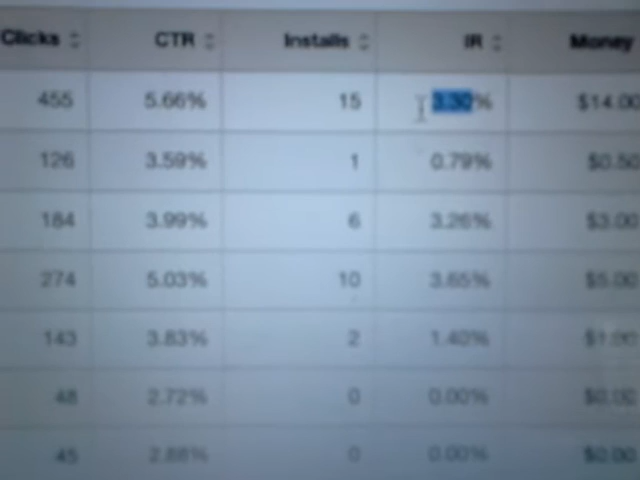 Clicks CTR Installs IR Money
455 5.66% 15 3.30% $14.00
126 3.59% 1 0.79% $0.50
184 3.99% 6 3.26% $3.00
274 5.03% 10 3.65% $5.00
143 3.83% 2 1.40%
48 2.72% 0 0.00% $0.00
45 2.88% 0 0.00% $0.00